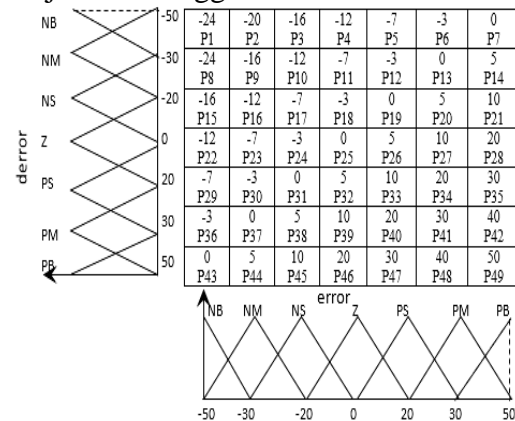 NB
NM
NS
Z
PS
PM
PB
derror
-50
-30
-20
0
20
30
50
-24 -20 -16 -12 -7 -3 0
P1 P2 P3 P4 P5 P6 P7
-24 -16 -12 -7 -3 0 5
P8 P9 P10 P11 P12 P13 P14
-16 -12 -7 -3 0 5 10
P15 P16 P17 P18 P19 P20 P21
-12 -7 -3 0 5 10 20
P22 P23 P24 P25 P26 P27 P28
-7 -3 0 5 10 20 30
P29 P30 P31 P32 P33 P34 P35
-3 0 5 10 20 30 40
P36 P37 P38 P39 P40 P41 P42
0 5 10 20 30 40 50
P43 P44 P45 P46 P47 P48 P49
error
NB NM NS Z PS PM PB
-50 -30 -20 0 20 30 50